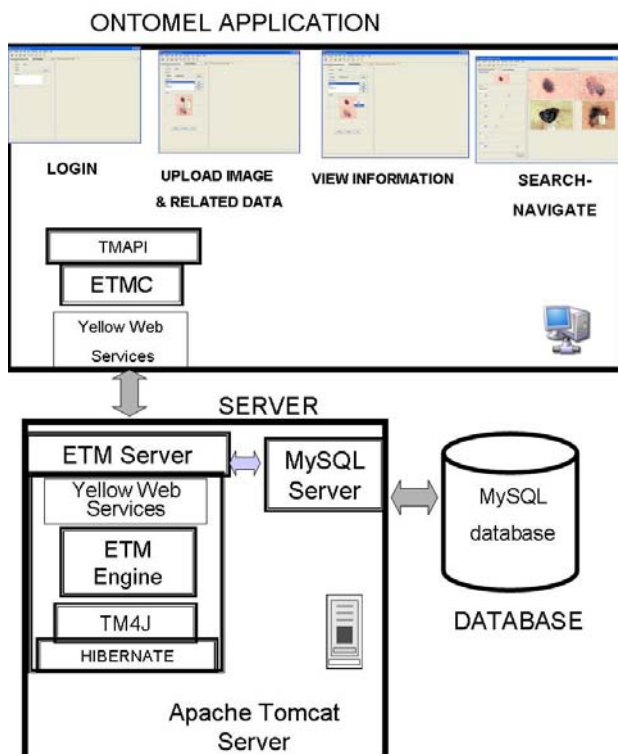 ONTOMEL APPLICATION
LOGIN
UPLOAD IMAGE
& RELATED DATA
VIEW INFORMATION
SEARCH-
NAVIGATE
TMAPI
ETMC
Yellow Web
Services
SERVER
ETM Server
Yellow Web
Services
ETM
Engine
TM4J
HIBERNATE
MySQL
Server
Apache Tomcat
Server
MySQL
database
DATABASE